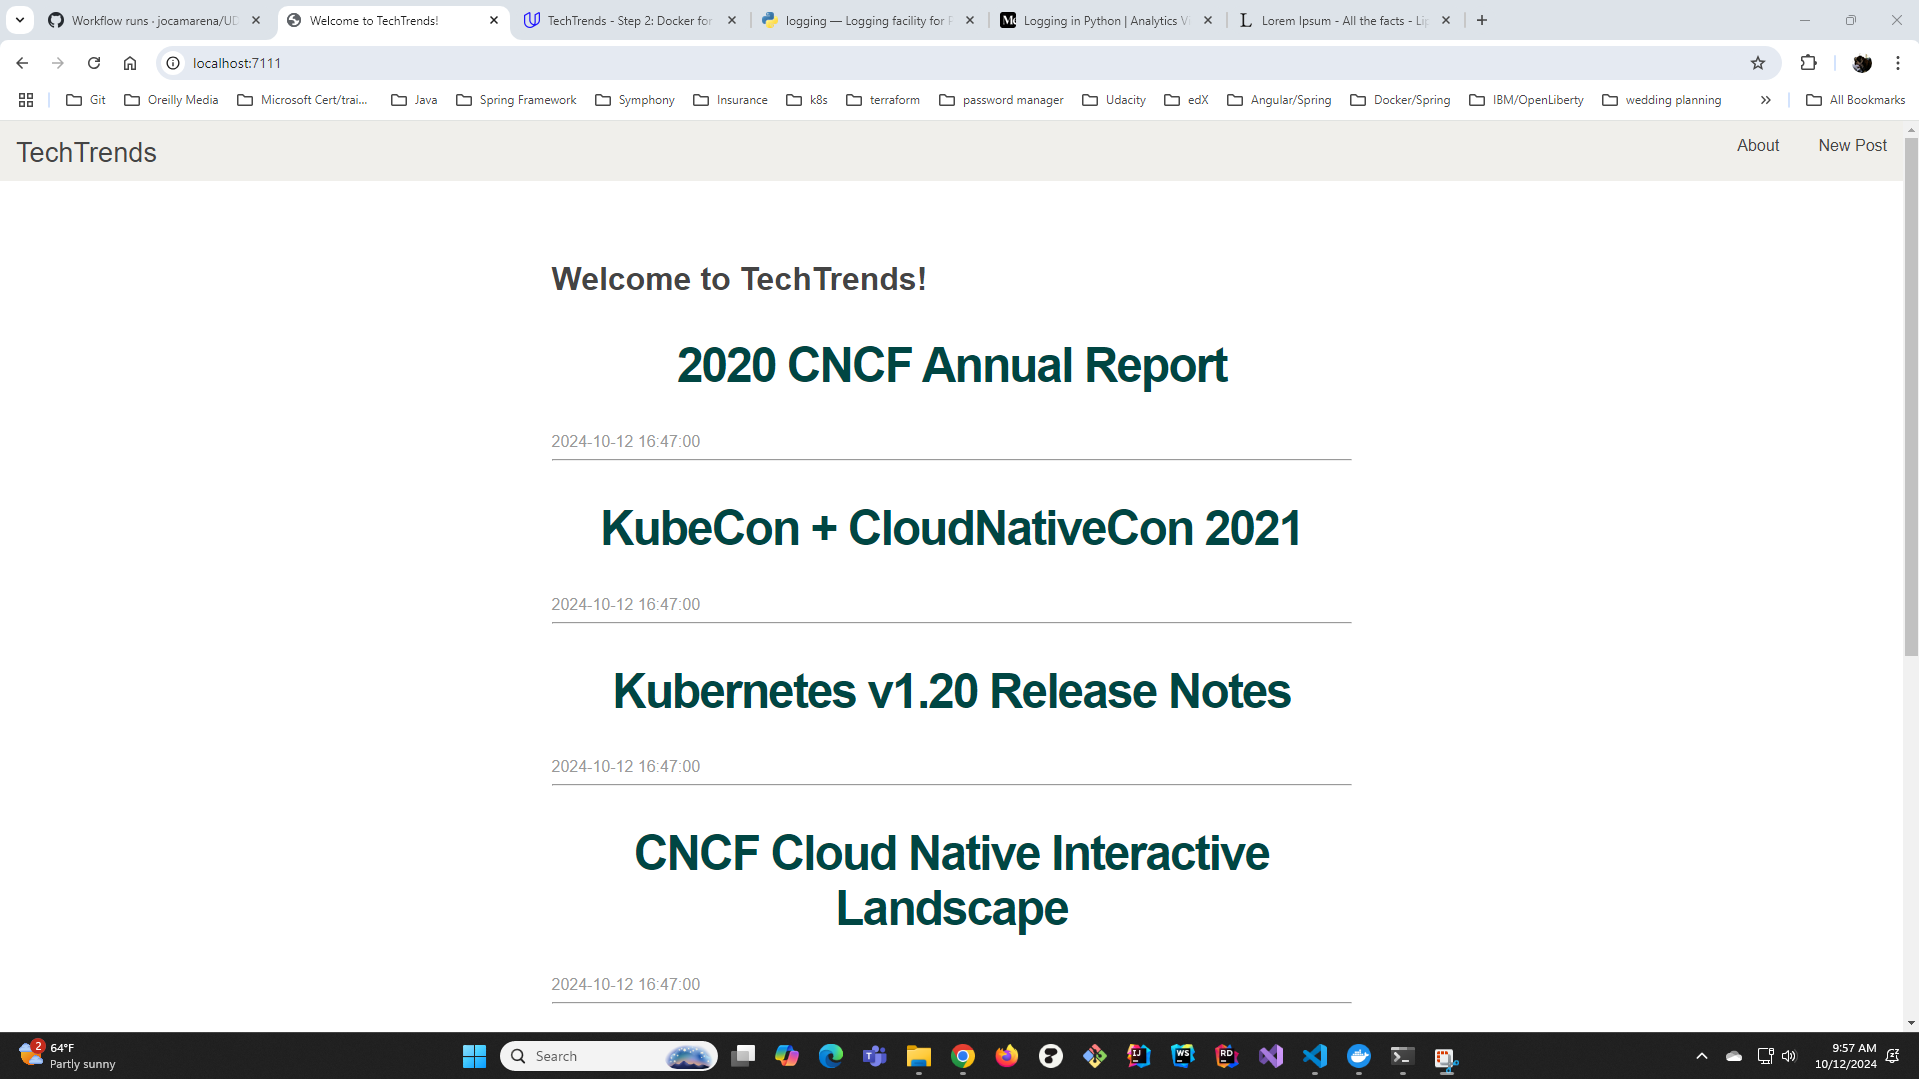 Workflow runs · jocamarena/UD
Welcome to TechTrends!
TechTrends - Step 2: Docker for
logging — Logging facility for P
Logging in Python | Analytics Vi
Lorem Ipsum - All the facts - Lip
localhost:7111
Git
Oreilly Media
Microsoft Cert/trai...
Java
Spring Framework
Symphony
Insurance
k8s
terraform
password manager
Udacity
edX
Angular/Spring
Docker/Spring
IBM/OpenLiberty
wedding planning
All Bookmarks
TechTrends
About
New Post
Welcome to TechTrends!
2020 CNCF Annual Report
2024-10-12 16:47:00
KubeCon + CloudNativeCon 2021
2024-10-12 16:47:00
Kubernetes v1.20 Release Notes
2024-10-12 16:47:00
CNCF Cloud Native Interactive
Landscape
2024-10-12 16:47:00
2
64°F
Partly sunny
Search
9:57 AM
10/12/2024